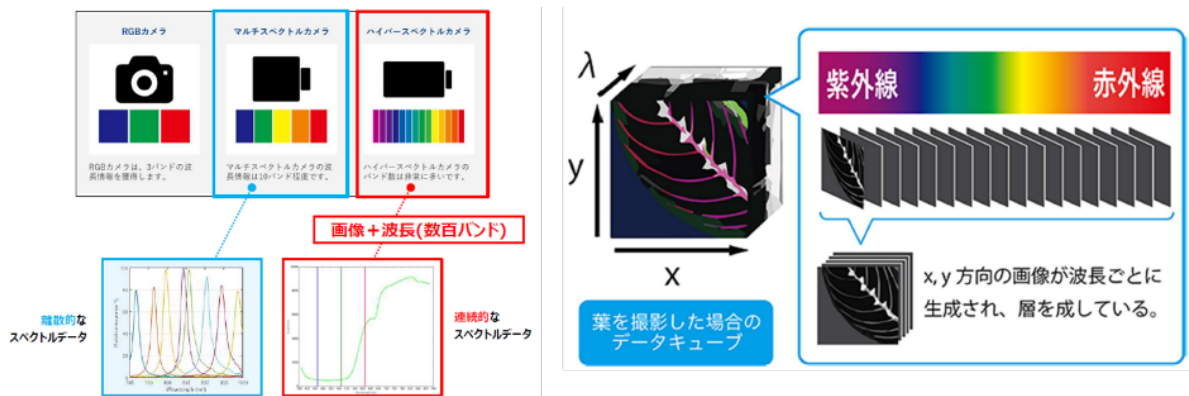 RGBカメラ
マルチスペクトルカメラ
ハイパースペクトルカメラ
RGBカメラは、3バンドの波
長情報を獲得します。
マルチスペクトルカメラの波
長情報は10バンド程度です。
ハイパースペクトルカメラの
バンド数は非常に多いです。
画像+波長(数百バンド)
離散的な
スペクトルデータ
連続的な
スペクトルデータ
λ
y
x
葉を撮影した場合の
データキューブ
紫外線
赤外線
x, y 方向の画像が波長ごとに
生成され、層を成している。